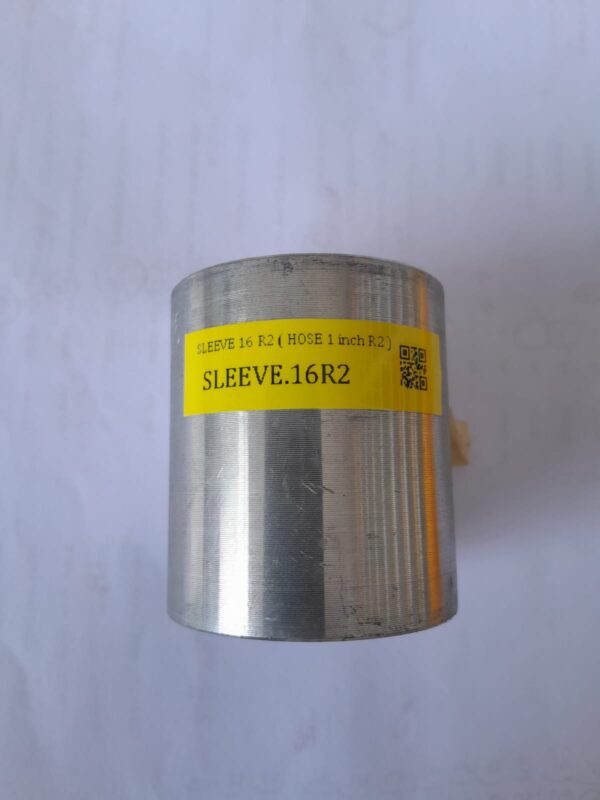 SLEEVE 16 R2 ( HOSE 1 inch R2 )
SLEEVE.16R2